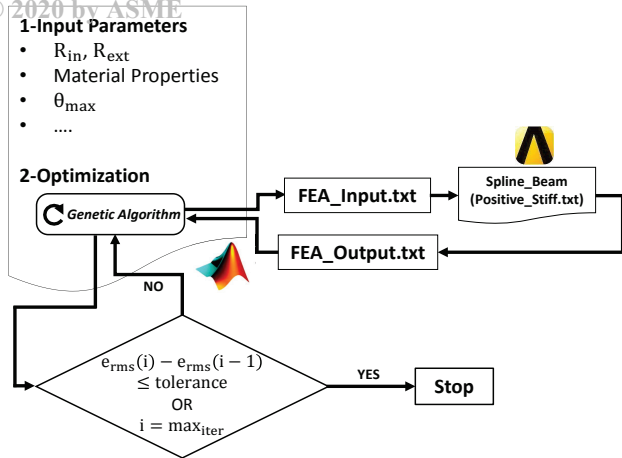 © 2020 by ASME
1-Input Parameters
• R_in, R_ext
• Material Properties
• θ_max
• ....
2-Optimization
Genetic Algorithm
FEA_Input.txt
Spline_Beam
(Positive_Stiff.txt)
FEA_Output.txt
NO
e_rms(i) − e_rms(i − 1)
≤ tolerance
OR
i = max_iter
YES
Stop